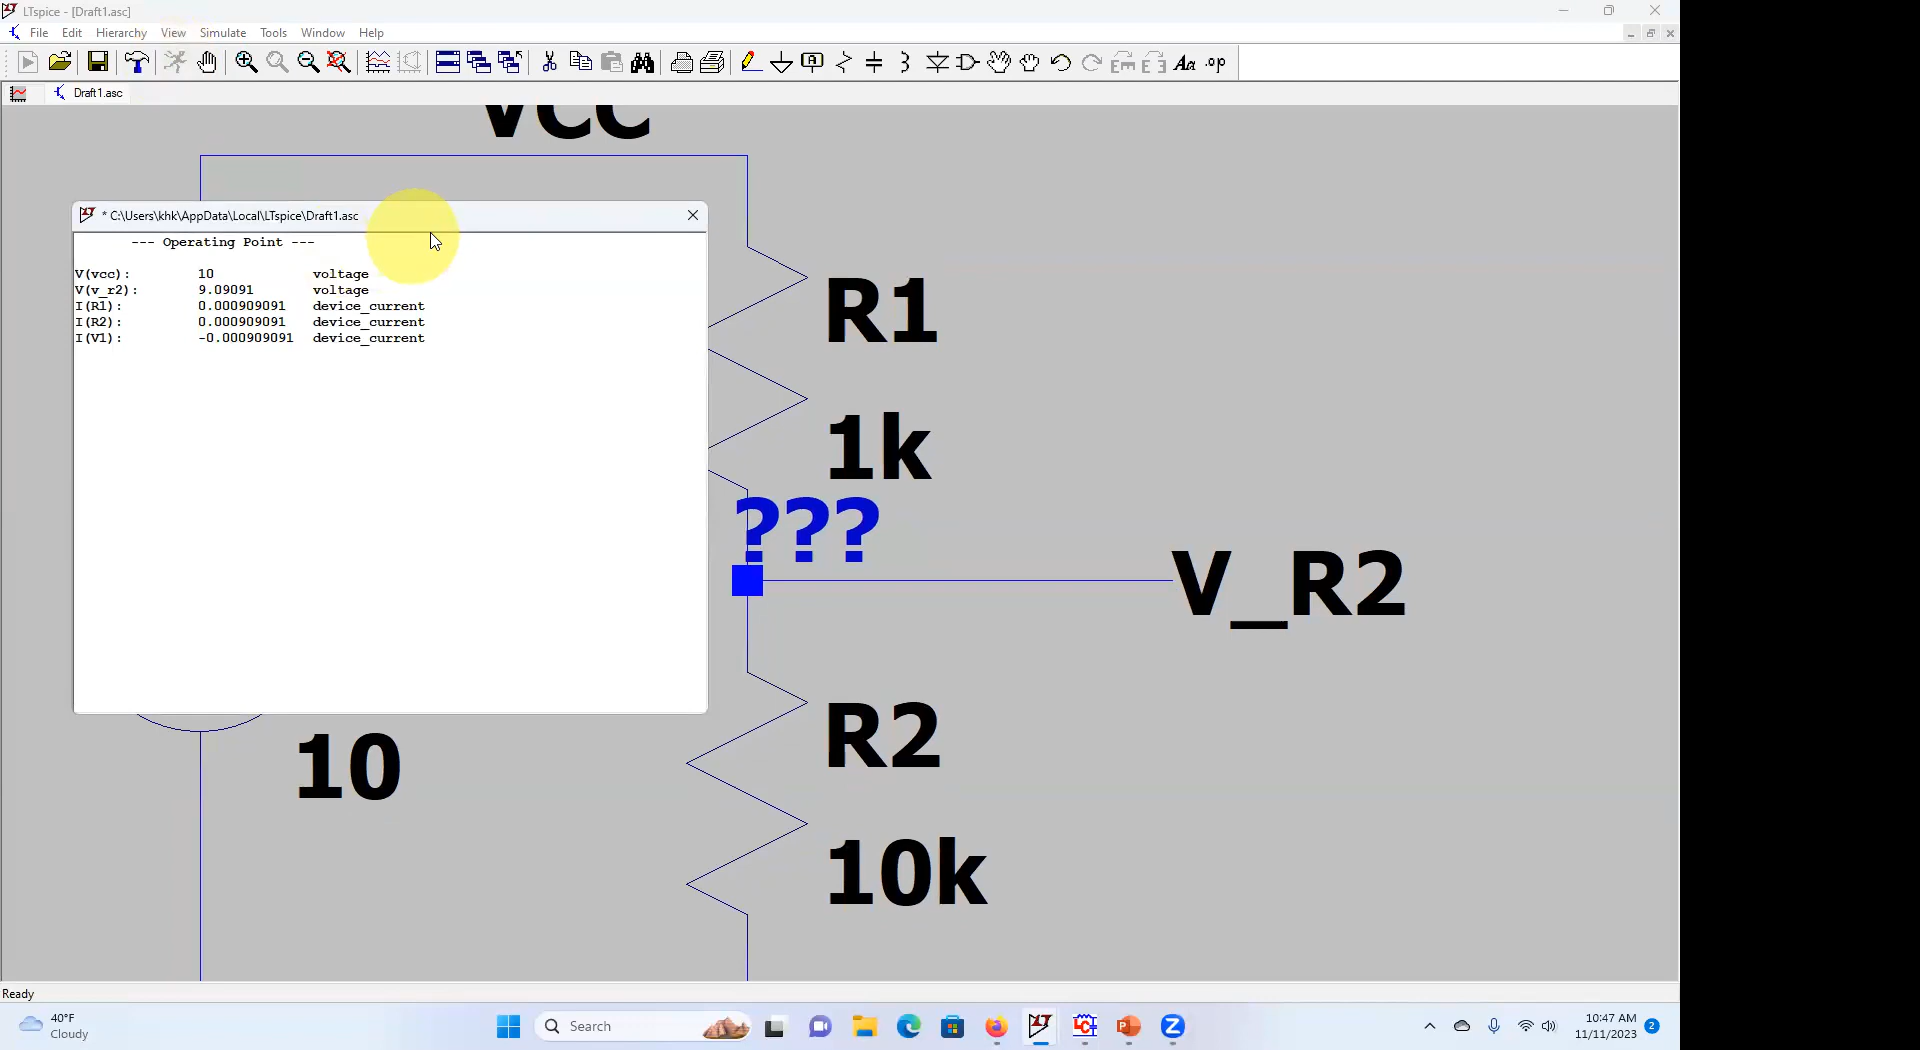 LTspice - [Draft1.asc]
File Edit Hierarchy View Simulate Tools Window Help
A Aa .op
Draft1.asc
VCC
* C:\Users\khk\AppData\Local\LTspice\Draft1.asc
--- Operating Point ---
V(vcc): 10 voltage
V(v_r2): 9.09091 voltage
I(R1): 0.000909091 device_current
I(R2): 0.000909091 device_current
I(V1): -0.000909091 device_current
R1
1k
???
V_R2
R2
10
10k
Ready
40°F
Cloudy
Search
10:47 AM
11/11/2023
2